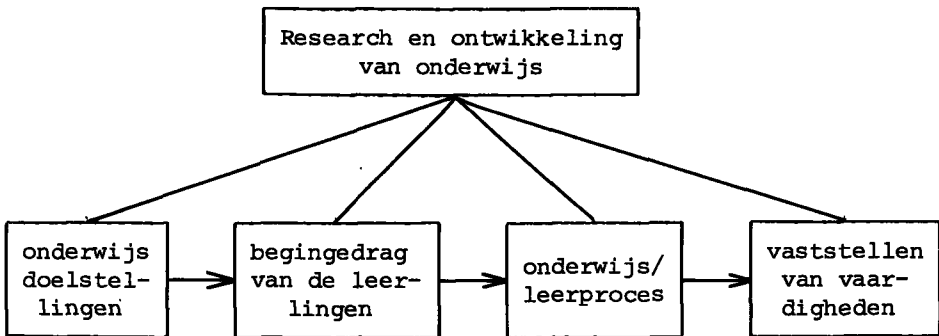 Research en ontwikkeling
van onderwijs
onderwijs
doelstel-
lingen
begingedrag
van de leer-
lingen
onderwijs/
leerproces
vaststellen
van vaar-
digheden